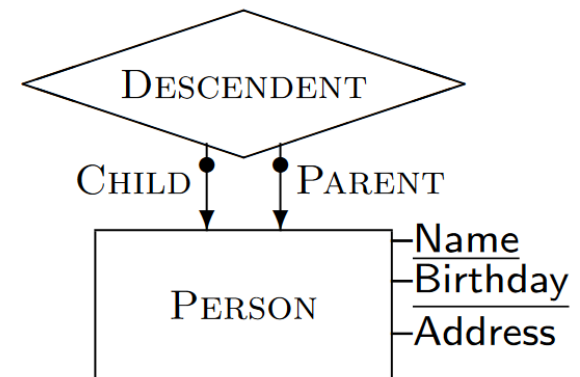 DESCENDENT
CHILD PARENT
Name
Birthday
PERSON
Address